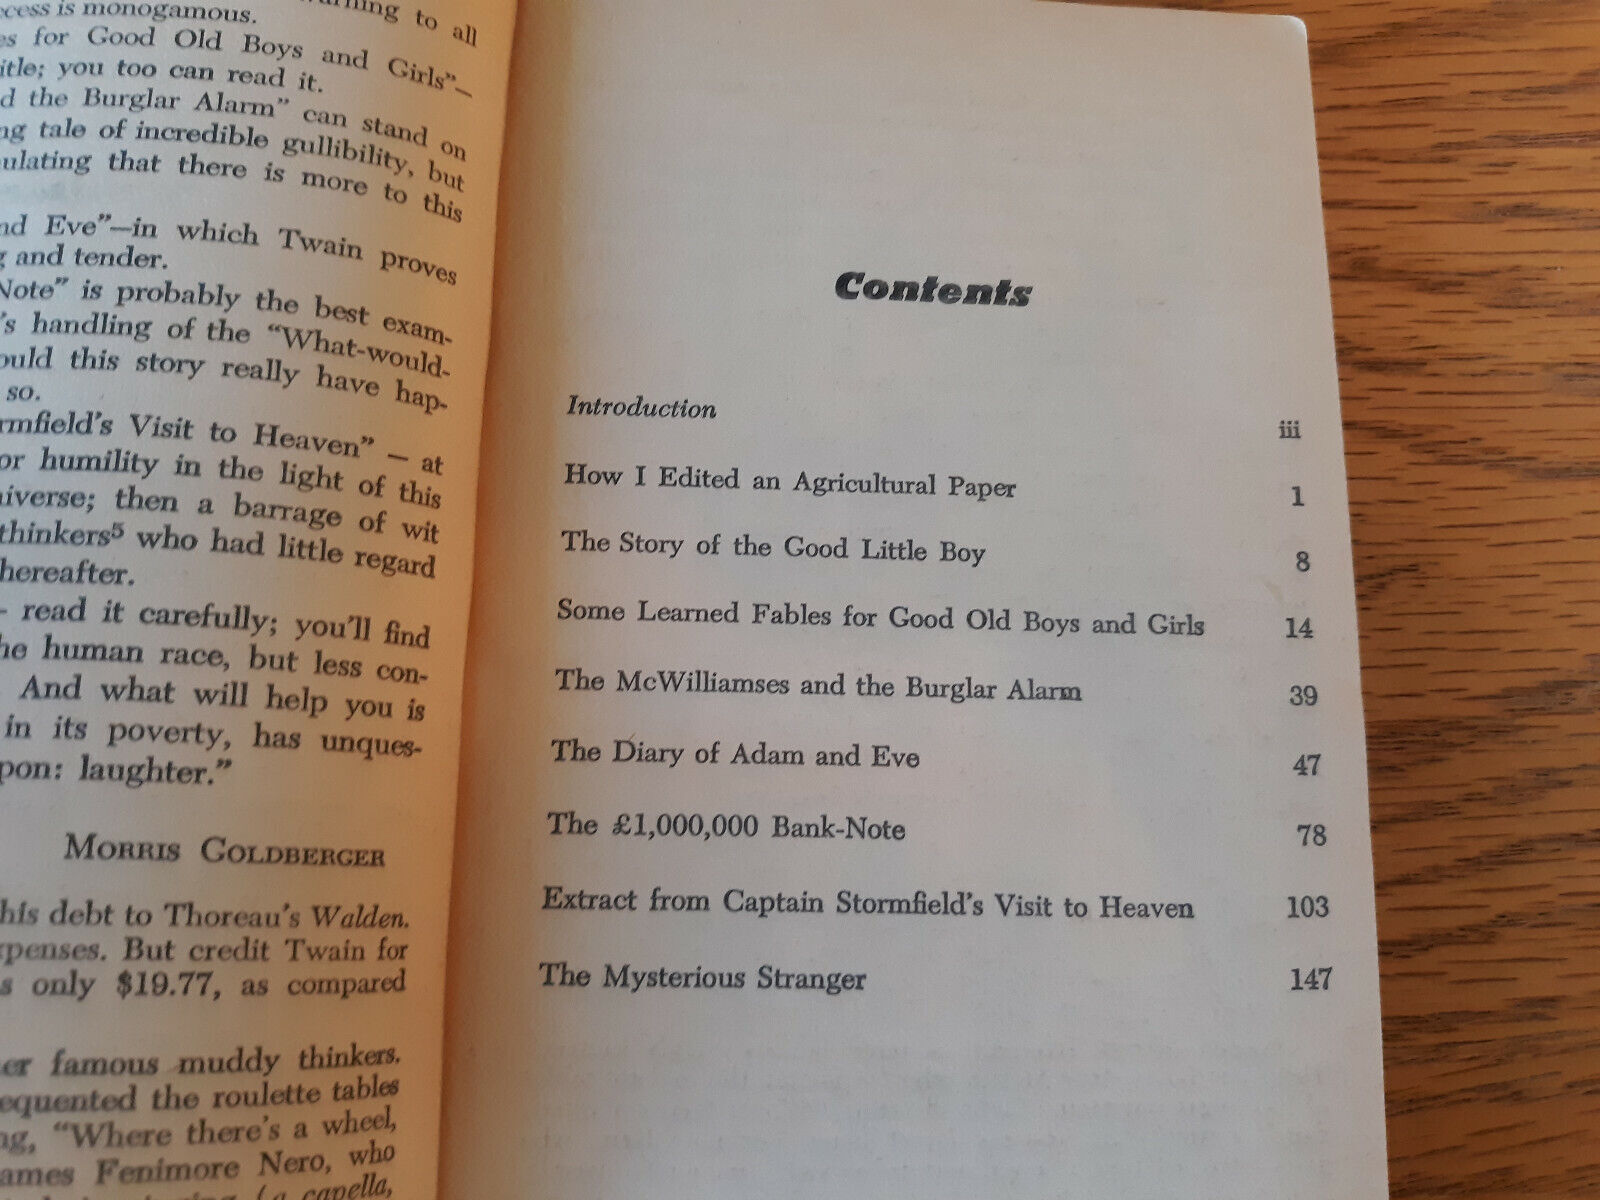 to all
ccess is monogamous.
es for Good Old Boys and Girls”—
itle; you too can read it.
d the Burglar Alarm” can stand on
ng tale of incredible gullibility, but
ulating that there is more to this
nd Eve”—in which Twain proves
g and tender.
Note” is probably the best exam-
’s handling of the “What-would-
ould this story really have hap-
so.
rmfield’s Visit to Heaven” — at
or humility in the light of this
niverse; then a barrage of wit
thinkers⁵ who had little regard
hereafter.
— read it carefully; you’ll find
he human race, but less con-
. And what will help you is
in its poverty, has unques-
pon: laughter.”
MORRIS GOLDBERGER
his debt to Thoreau’s Walden.
xpenses. But credit Twain for
s only $19.77, as compared
er famous muddy thinkers.
equented the roulette tables
ng, “Where there’s a wheel,
ames Fenimore Nero, who
(a capella,
Contents
Introduction iii
How I Edited an Agricultural Paper 1
The Story of the Good Little Boy 8
Some Learned Fables for Good Old Boys and Girls 14
The McWilliamses and the Burglar Alarm 39
The Diary of Adam and Eve 47
The £1,000,000 Bank-Note 78
Extract from Captain Stormfield’s Visit to Heaven 103
The Mysterious Stranger 147